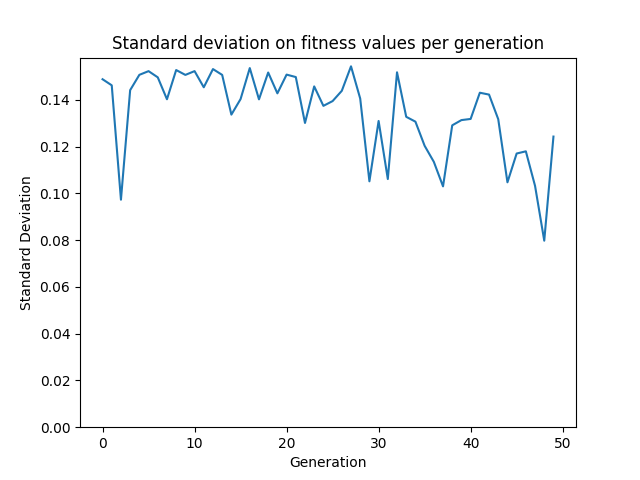 Standard deviation on fitness values per generation
Standard Deviation
0.14
0.12
0.10
0.08
0.06
0.04
0.02
0.00
0 10 20 30 40 50
Generation